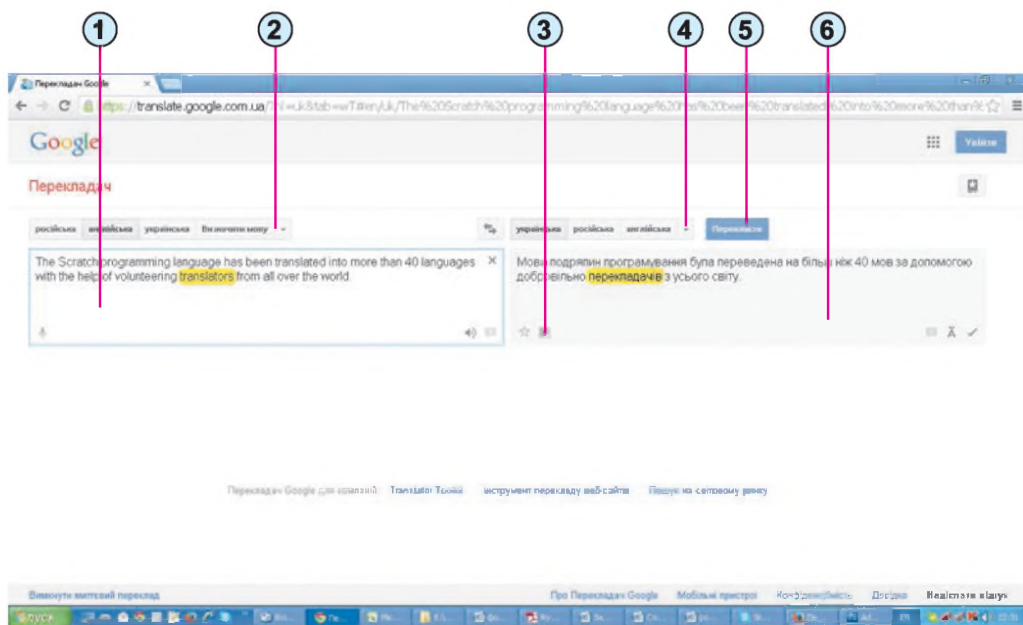 1 2 3 4 5 6
Перекладач Google
https://translate.google.com.ua/
Google
Увійти
Перекладач
російська англійська українська Визначити мову
українська російська англійська Перекласти
The Scratch programming language has been translated into more than 40 languages
with the help of volunteering translators from all over the world.
Мови подряпин програмування була переведена на більш ніж 40 мов за допомогою
добровільно перекладачів з усього світу.
Перекладач Google для компаній: Translator Toolkit Інструмент перекладу веб-сайтів Пошук на світовому ринку
Вимкнути миттєвий переклад
Про Перекладач Google Мобільні пристрої Конфіденційність Довідка Надіслати відгук
пуск
EN